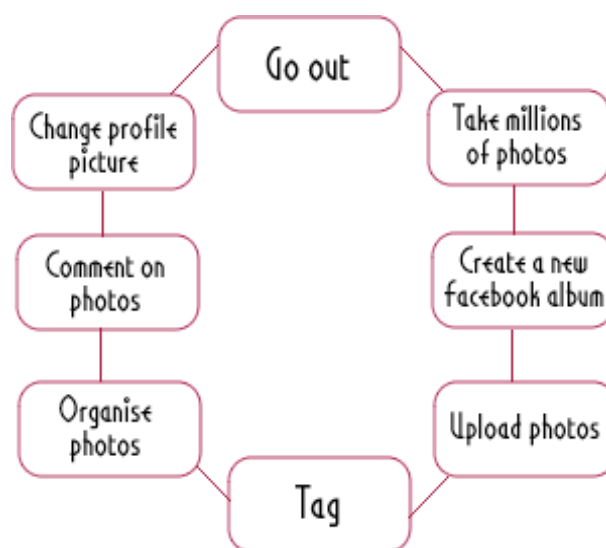 Go out
Take millions
of photos
Create a new
facebook album
Upload photos
Tag
Organise
photos
Comment on
photos
Change profile
picture